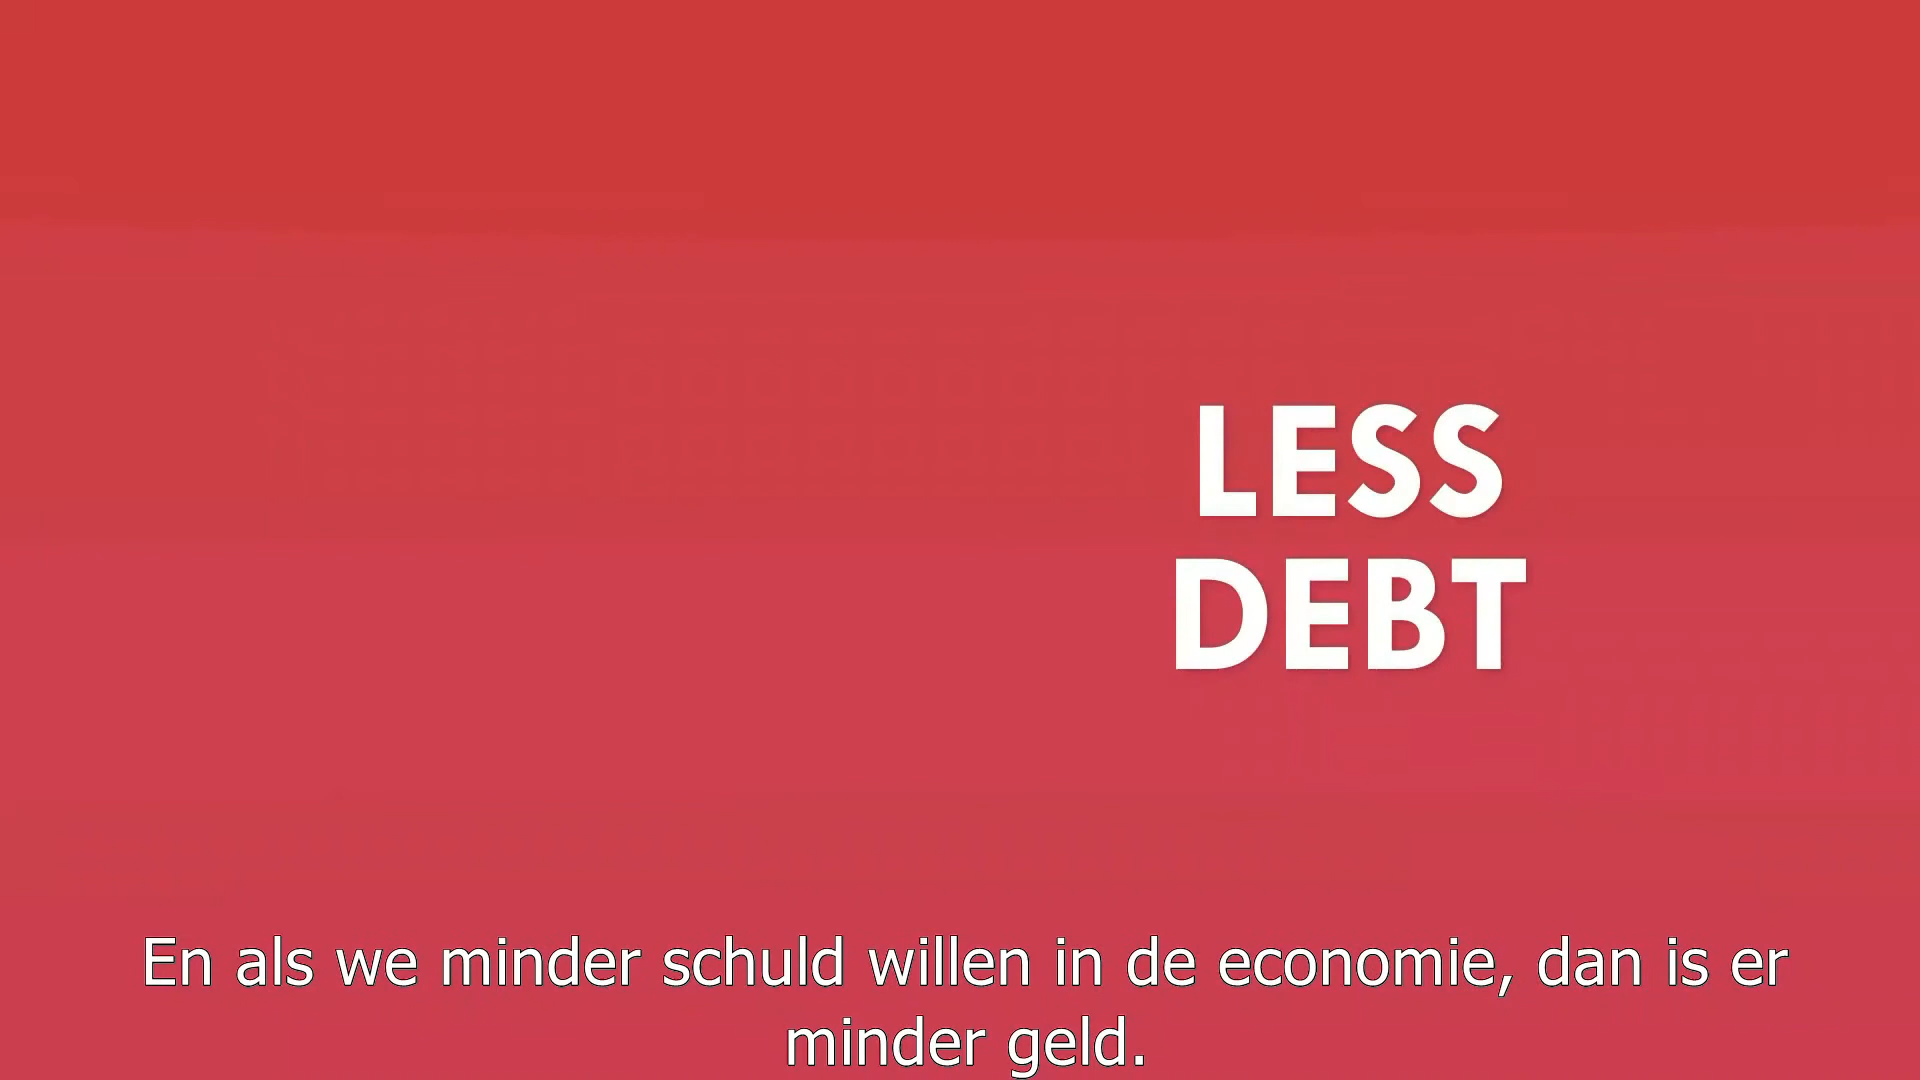 LESS
DEBT
En als we minder schuld willen in de economie, dan is er
minder geld.